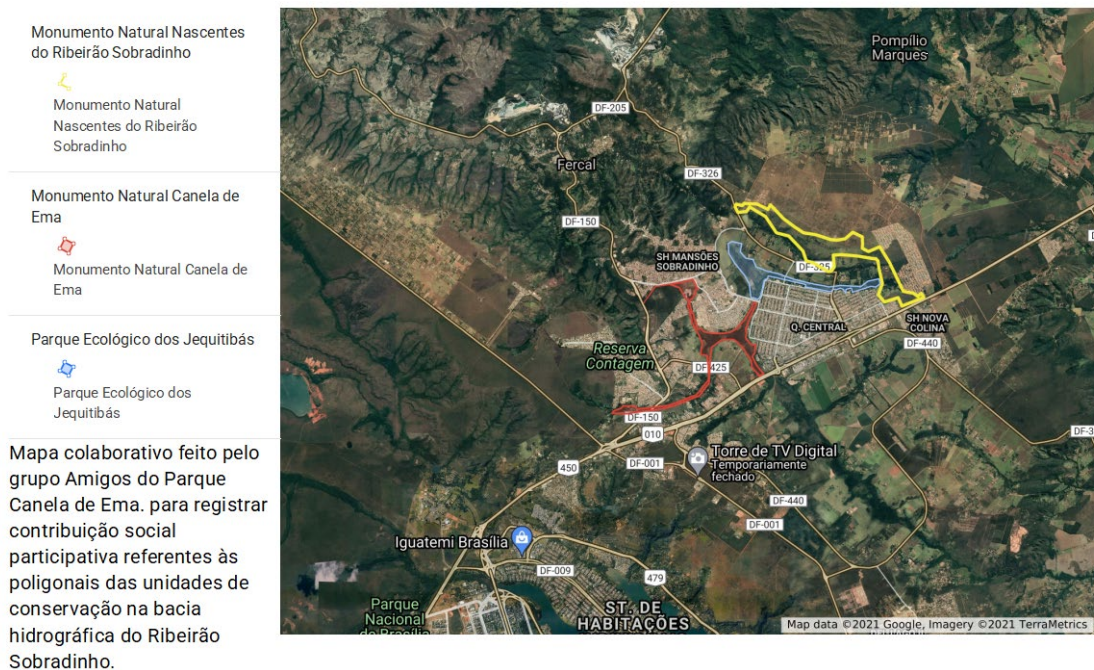 Monumento Natural Nascentes
do Ribeirão Sobradinho
Monumento Natural
Nascentes do Ribeirão
Sobradinho
Monumento Natural Canela de
Ema
Monumento Natural Canela de
Ema
Parque Ecológico dos Jequitibás
Parque Ecológico dos
Jequitibás
Mapa colaborativo feito pelo
grupo Amigos do Parque
Canela de Ema. para registrar
contribuição social
participativa referentes às
poligonais das unidades de
conservação na bacia
hidrográfica do Ribeirão
Sobradinho.
Pompílio
Marques
DF-205
Fercal
DF-326
DF-150
SH MANSÕES
SOBRADINHO
DF-325
Q. CENTRAL
SH NOVA
COLINA
DF-440
Reserva
Contagem
DF-425
DF-150
010
DF-3
450
DF-001
Torre de TV Digital
Temporariamente
fechado
DF-440
DF-001
Iguatemi Brasília
DF-009
479
Parque
Nacional
de Brasília
ST. DE
HABITAÇÕES
Map data ©2021 Google, Imagery ©2021 TerraMetrics